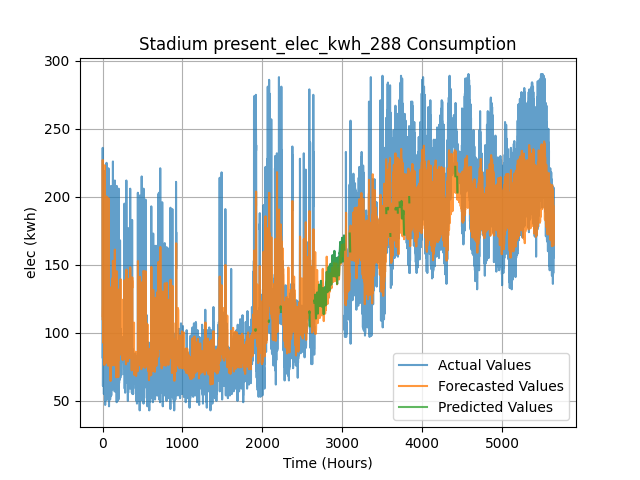 Stadium present_elec_kwh_288 Consumption
300
250
200
150
100
50
elec (kwh)
0
1000
2000
3000
4000
5000
Time (Hours)
Actual Values
Forecasted Values
Predicted Values